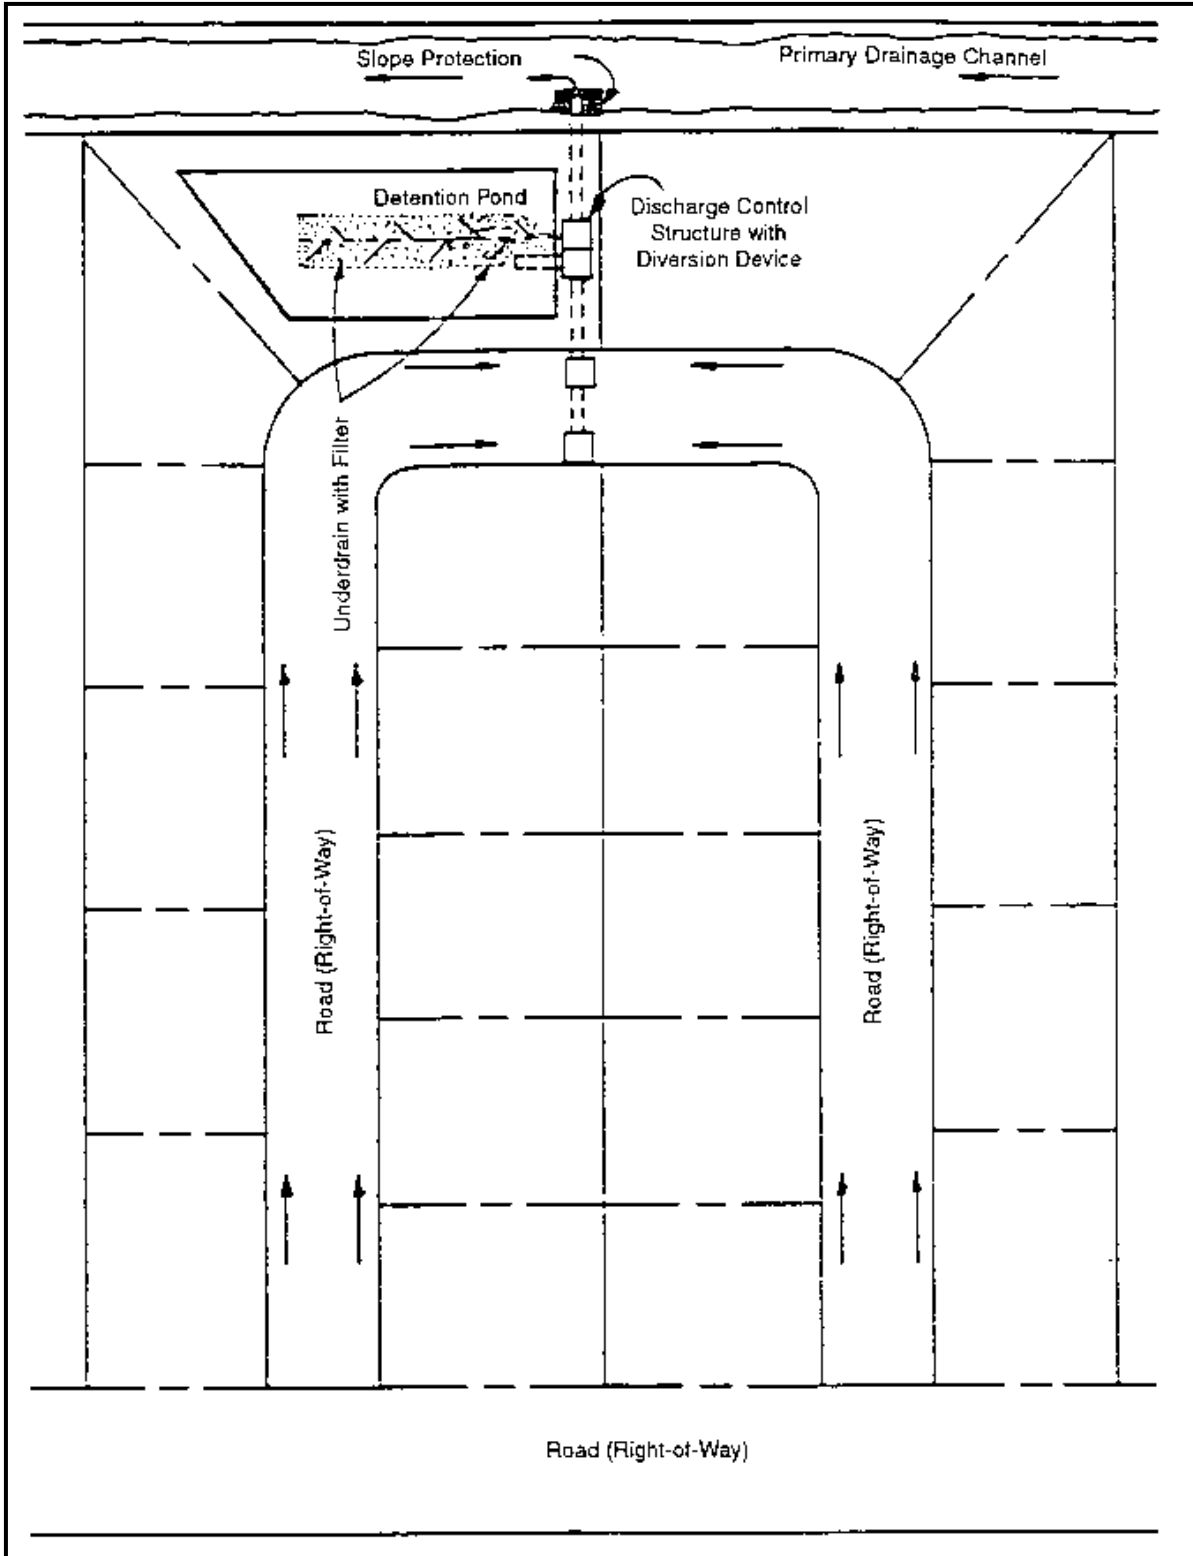 Slope Protection
Primary Drainage Channel
Detention Pond
Discharge Control
Structure with
Diversion Device
Underdrain with Filter
Road (Right-of-Way)
Road (Right-of-Way)
Road (Right-of-Way)